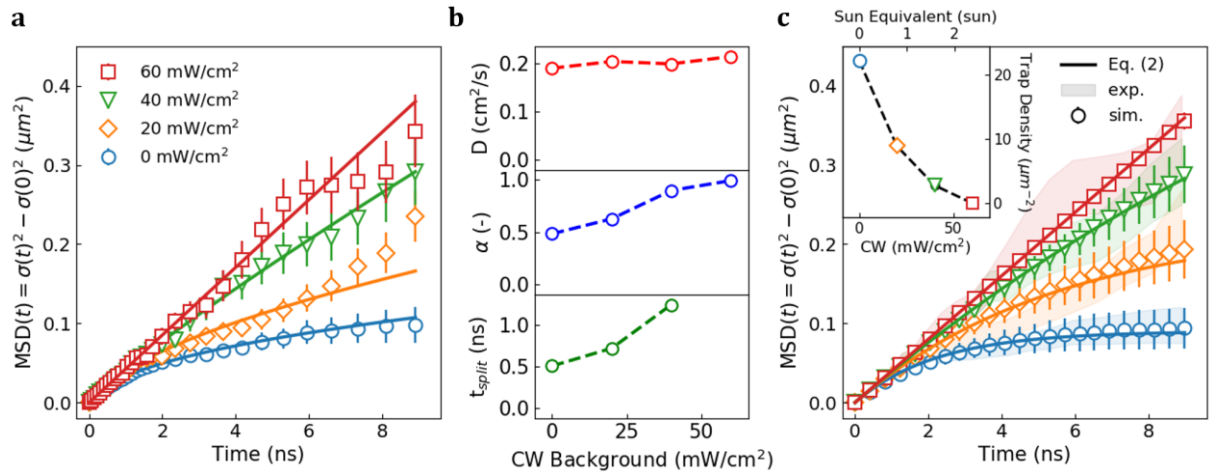 a
MSD(t) = σ(t)² − σ(0)² (μm²)
0.4
0.3
0.2
0.1
0.0
60 mW/cm²
40 mW/cm²
20 mW/cm²
0 mW/cm²
0 2 4 6 8
Time (ns)
b
D (cm²/s)
0.2
0.1
0.0
α (-)
1.0
0.5
0.0
t_split (ns)
1.0
0.5
0.0
0 25 50
CW Background (mW/cm²)
c
MSD(t) = σ(t)² − σ(0)² (μm²)
0.4
0.3
0.2
0.1
0.0
Sun Equivalent (sun)
0 1 2
20
10
0
Trap Density (μm⁻²)
0 50
CW (mW/cm²)
Eq. (2)
exp.
sim.
0 2 4 6 8
Time (ns)